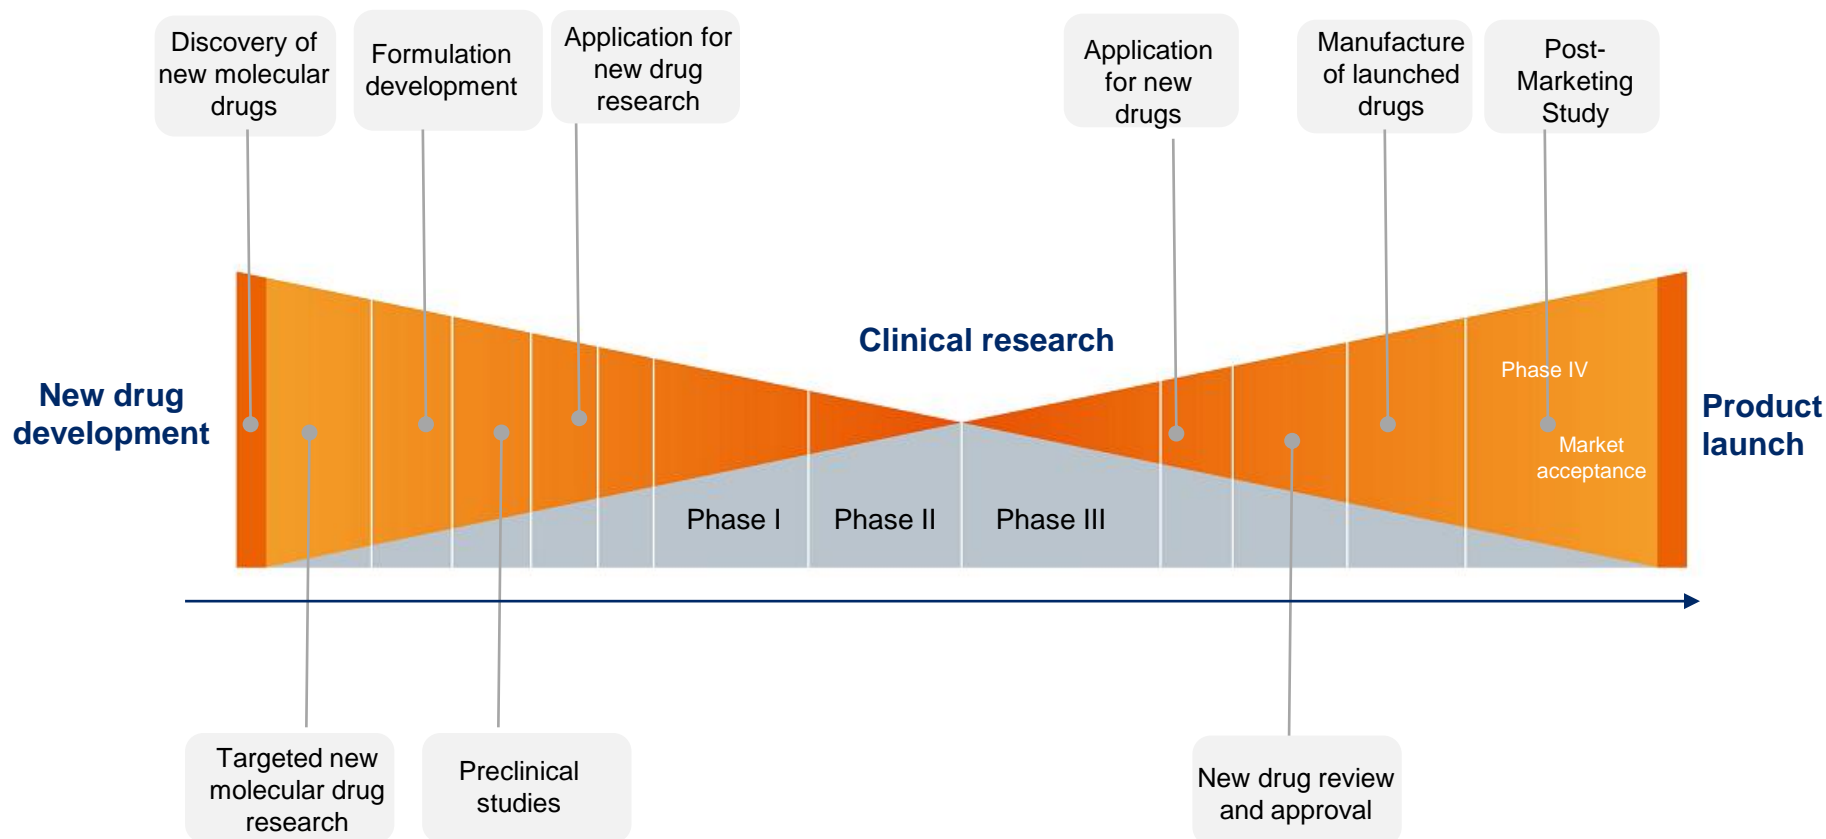 Discovery of
new molecular
drugs
Formulation
development
Application for
new drug
research
Application
for new
drugs
Manufacture
of launched
drugs
Post-
Marketing
Study
New drug
development
Clinical research
Product
launch
Phase IV
Market
acceptance
Phase I
Phase II
Phase III
Targeted new
molecular drug
research
Preclinical
studies
New drug review
and approval